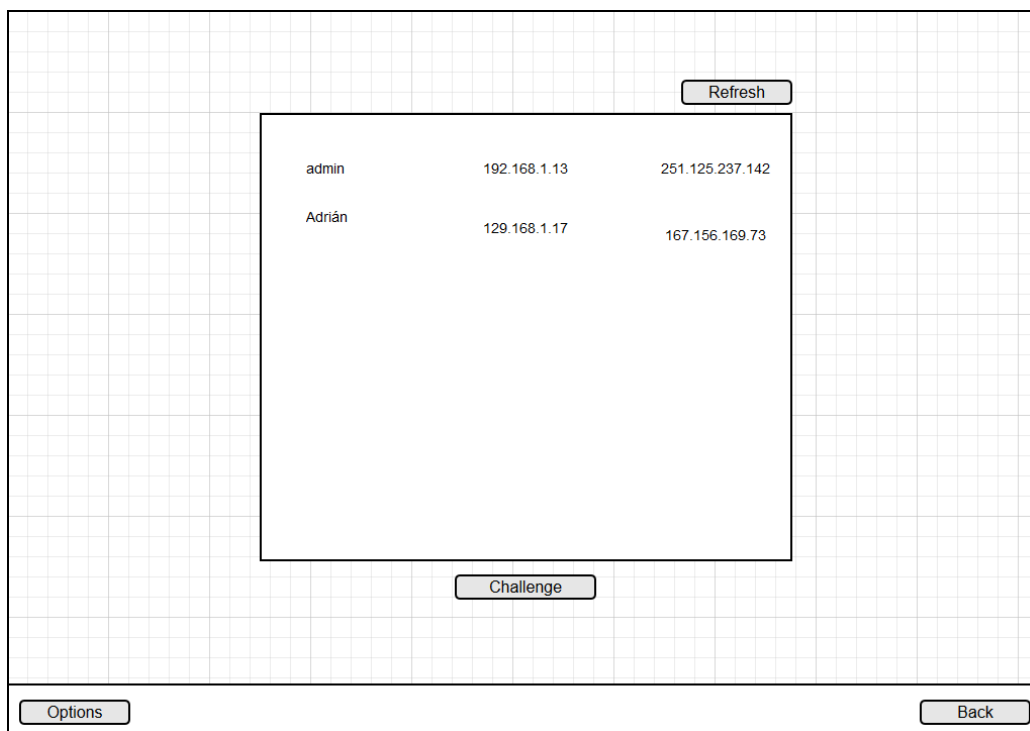 Refresh
admin 192.168.1.13 251.125.237.142
Adrián 129.168.1.17 167.156.169.73
Challenge
Options Back